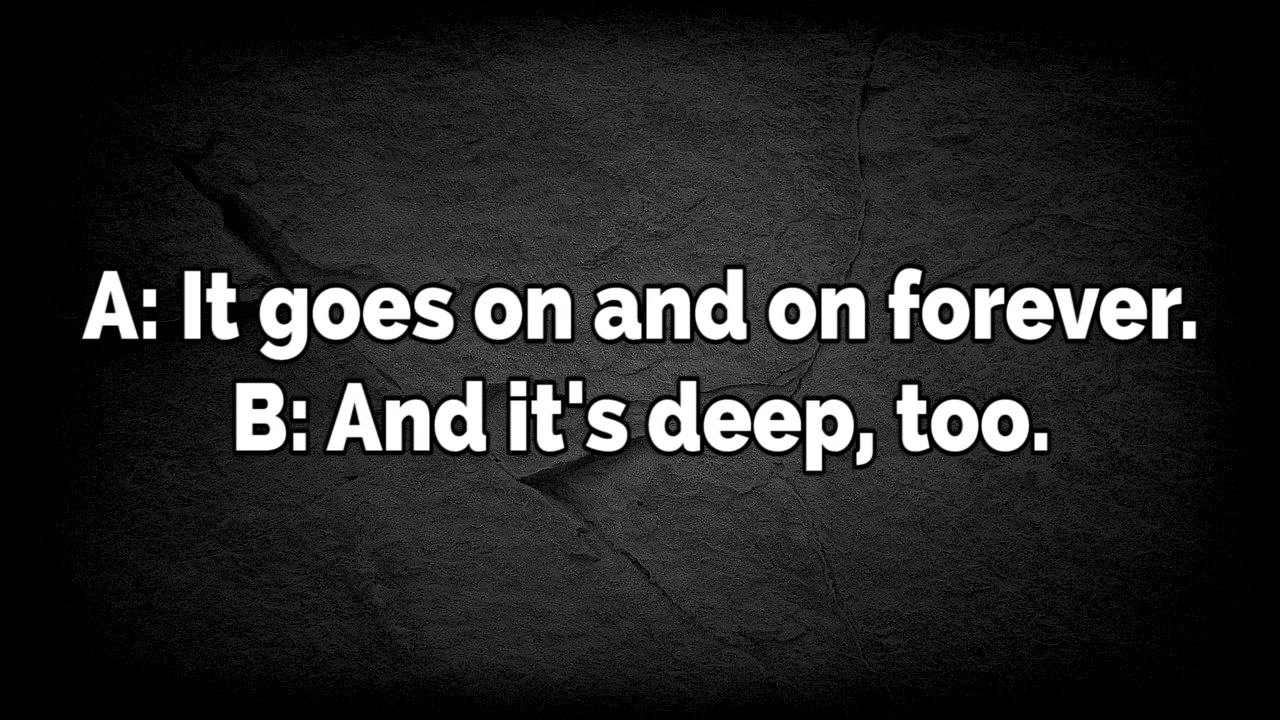 A: It goes on and on forever.
B: And it's deep, too.